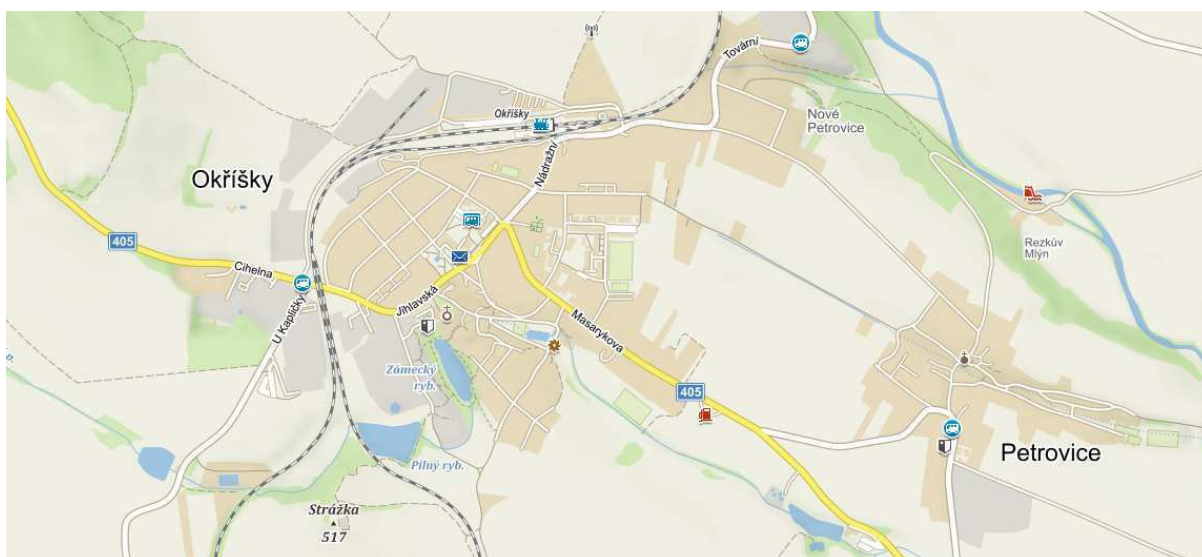 Tovární
Okříšky
Nové
Petrovice
Nádražní
Okříšky
Rezkův
Mlýn
405
Cihelna
Jihlavská
U Kapličky
Masarykova
Zámecký
ryb.
405
Petrovice
Pilný ryb.
Strážka
517